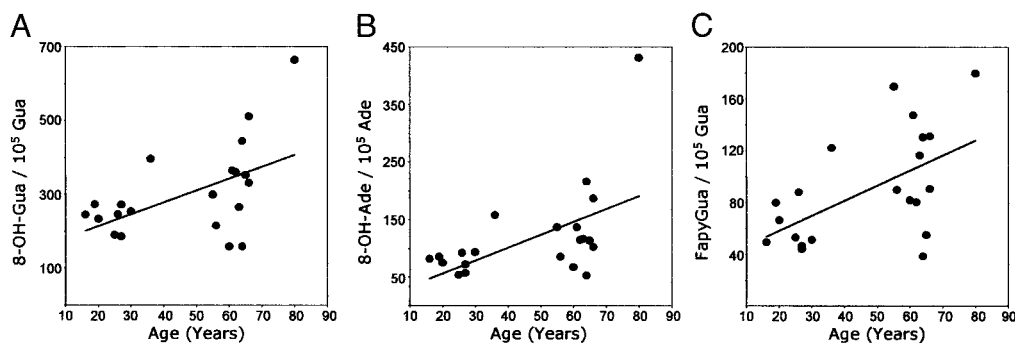 A
8-OH-Gua / 10⁵ Gua
700
500
300
100
10 20 30 40 50 60 70 80 90
Age (Years)
B
8-OH-Ade / 10⁵ Ade
450
350
250
150
50
10 20 30 40 50 60 70 80 90
Age (Years)
C
FapyGua / 10⁵ Gua
200
160
120
80
40
10 20 30 40 50 60 70 80 90
Age (Years)